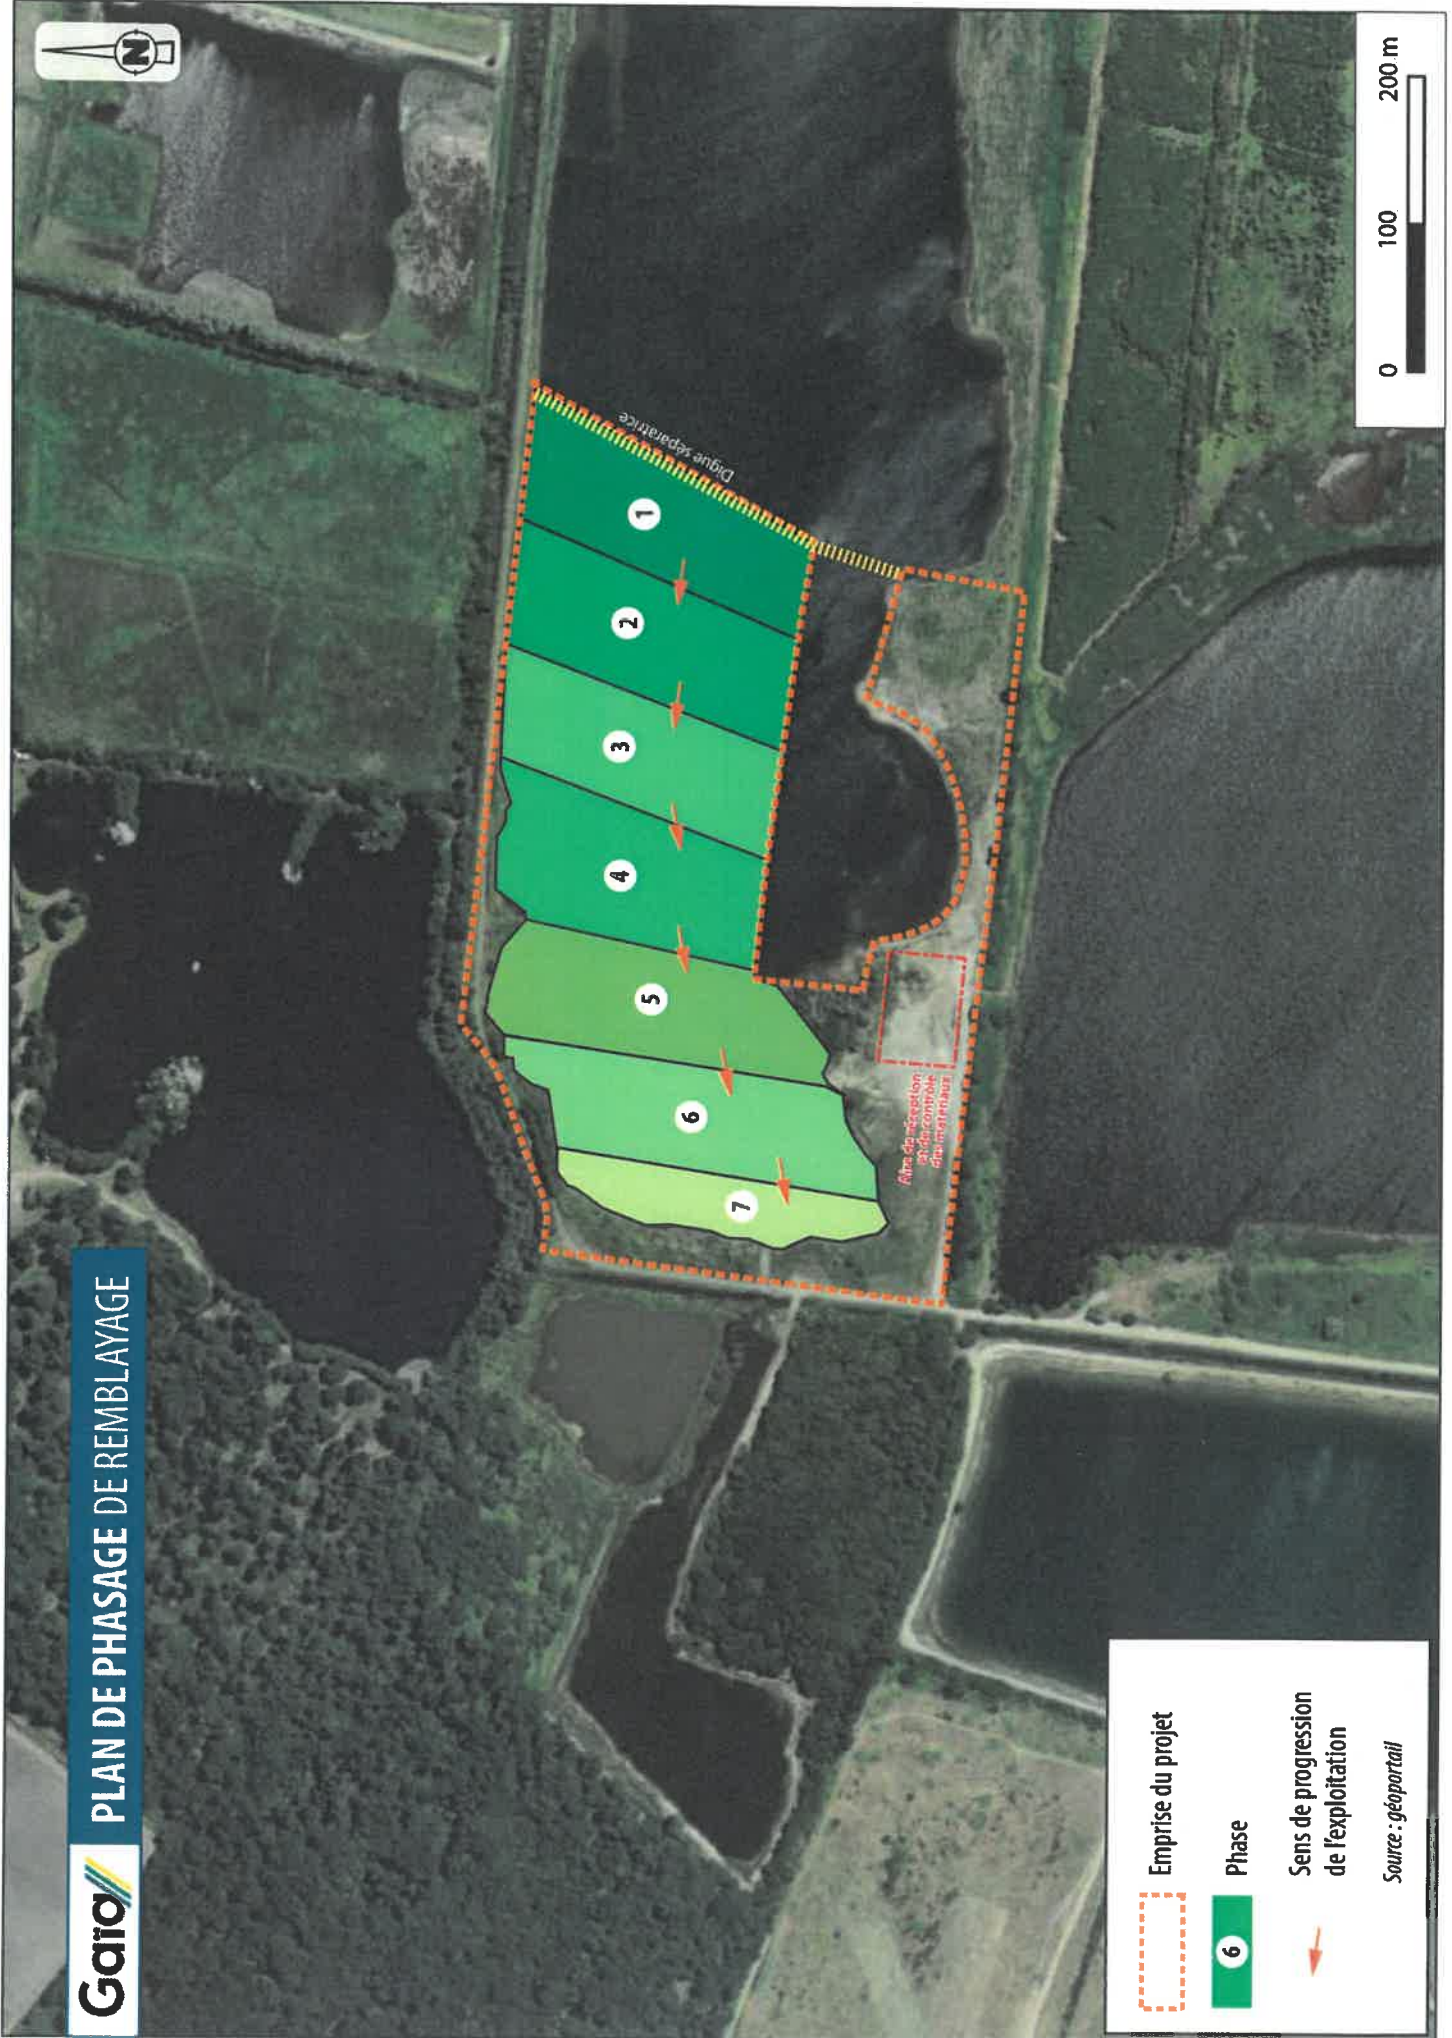 Gaïa PLAN DE PHASAGE DE REMBLAYAGE
N
Digue séparatrice
1
2
3
4
5
6
7
Aire de réception
et de contrôle
des matériaux
Emprise du projet
6 Phase
Sens de progression
de l'exploitation
Source : géoportail
0 100 200 m